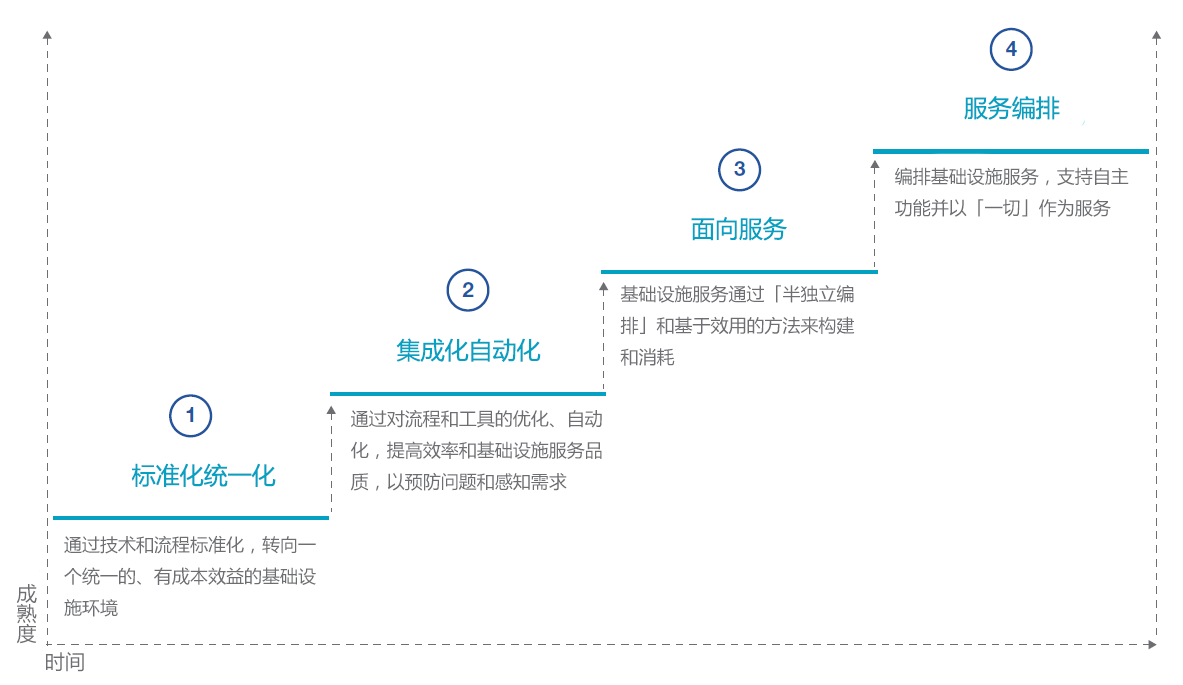 4
服务编排
编排基础设施服务，支持自主
功能并以「一切」作为服务
3
面向服务
基础设施服务通过「半独立编
排」和基于效用的方法来构建
和消耗
2
集成化自动化
通过对流程和工具的优化、自动
化，提高效率和基础设施服务品
质，以预防问题和感知需求
1
标准化统一化
通过技术和流程标准化，转向一
个统一的、有成本效益的基础设
施环境
成熟度
时间